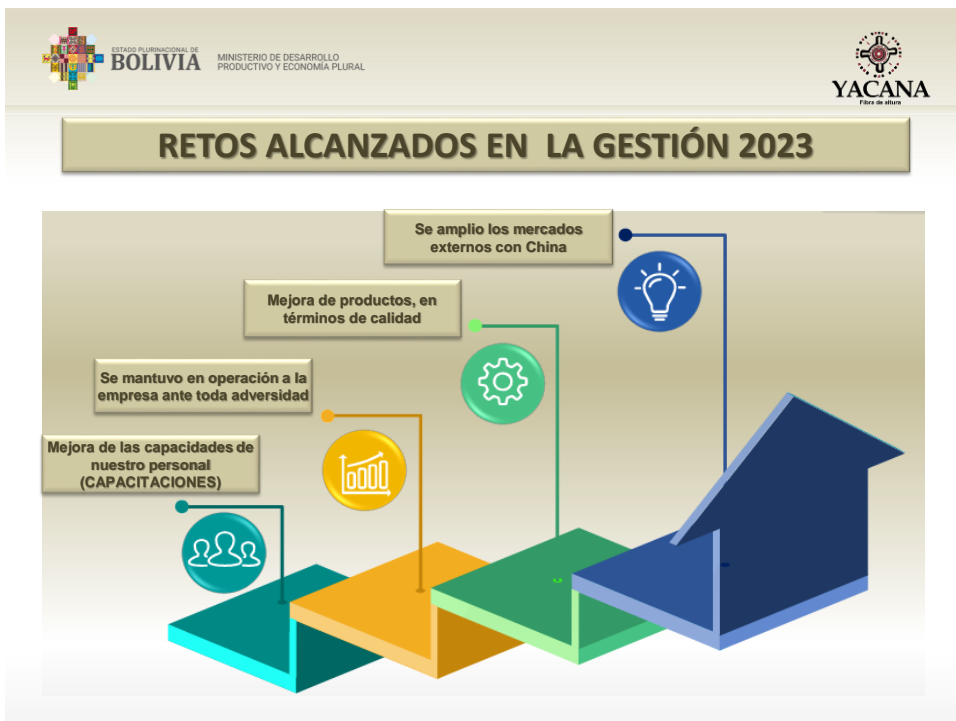 ESTADO PLURINACIONAL DE
BOLIVIA
MINISTERIO DE DESARROLLO
PRODUCTIVO Y ECONOMÍA PLURAL
YACANA
Fibra de altura
RETOS ALCANZADOS EN LA GESTIÓN 2023
Se amplio los mercados
externos con China
Mejora de productos, en
términos de calidad
Se mantuvo en operación a la
empresa ante toda adversidad
Mejora de las capacidades de
nuestro personal
(CAPACITACIONES)